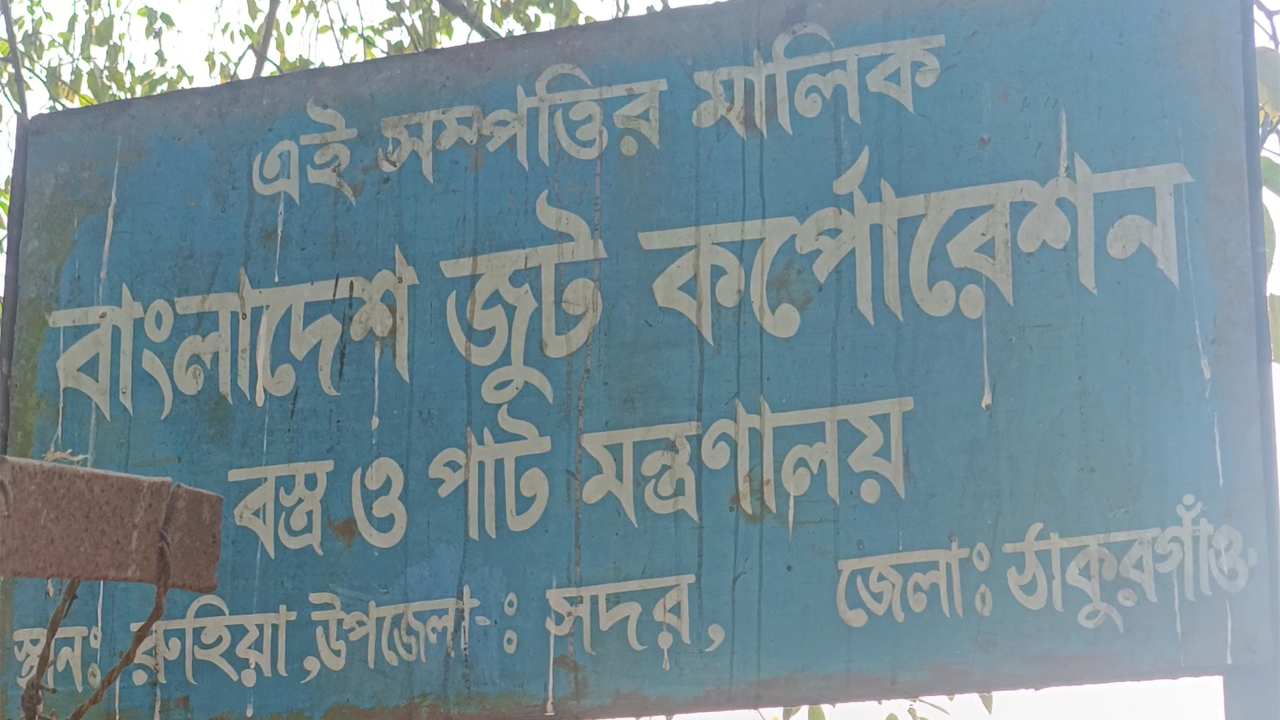 এই সম্পত্তির মালিক
বাংলাদেশ জুট কর্পোরেশন
বস্ত্র ও পাট মন্ত্রণালয়
স্থান: রুহিয়া, উপজেলা-: সদর, জেলা: ঠাকুরগাঁও